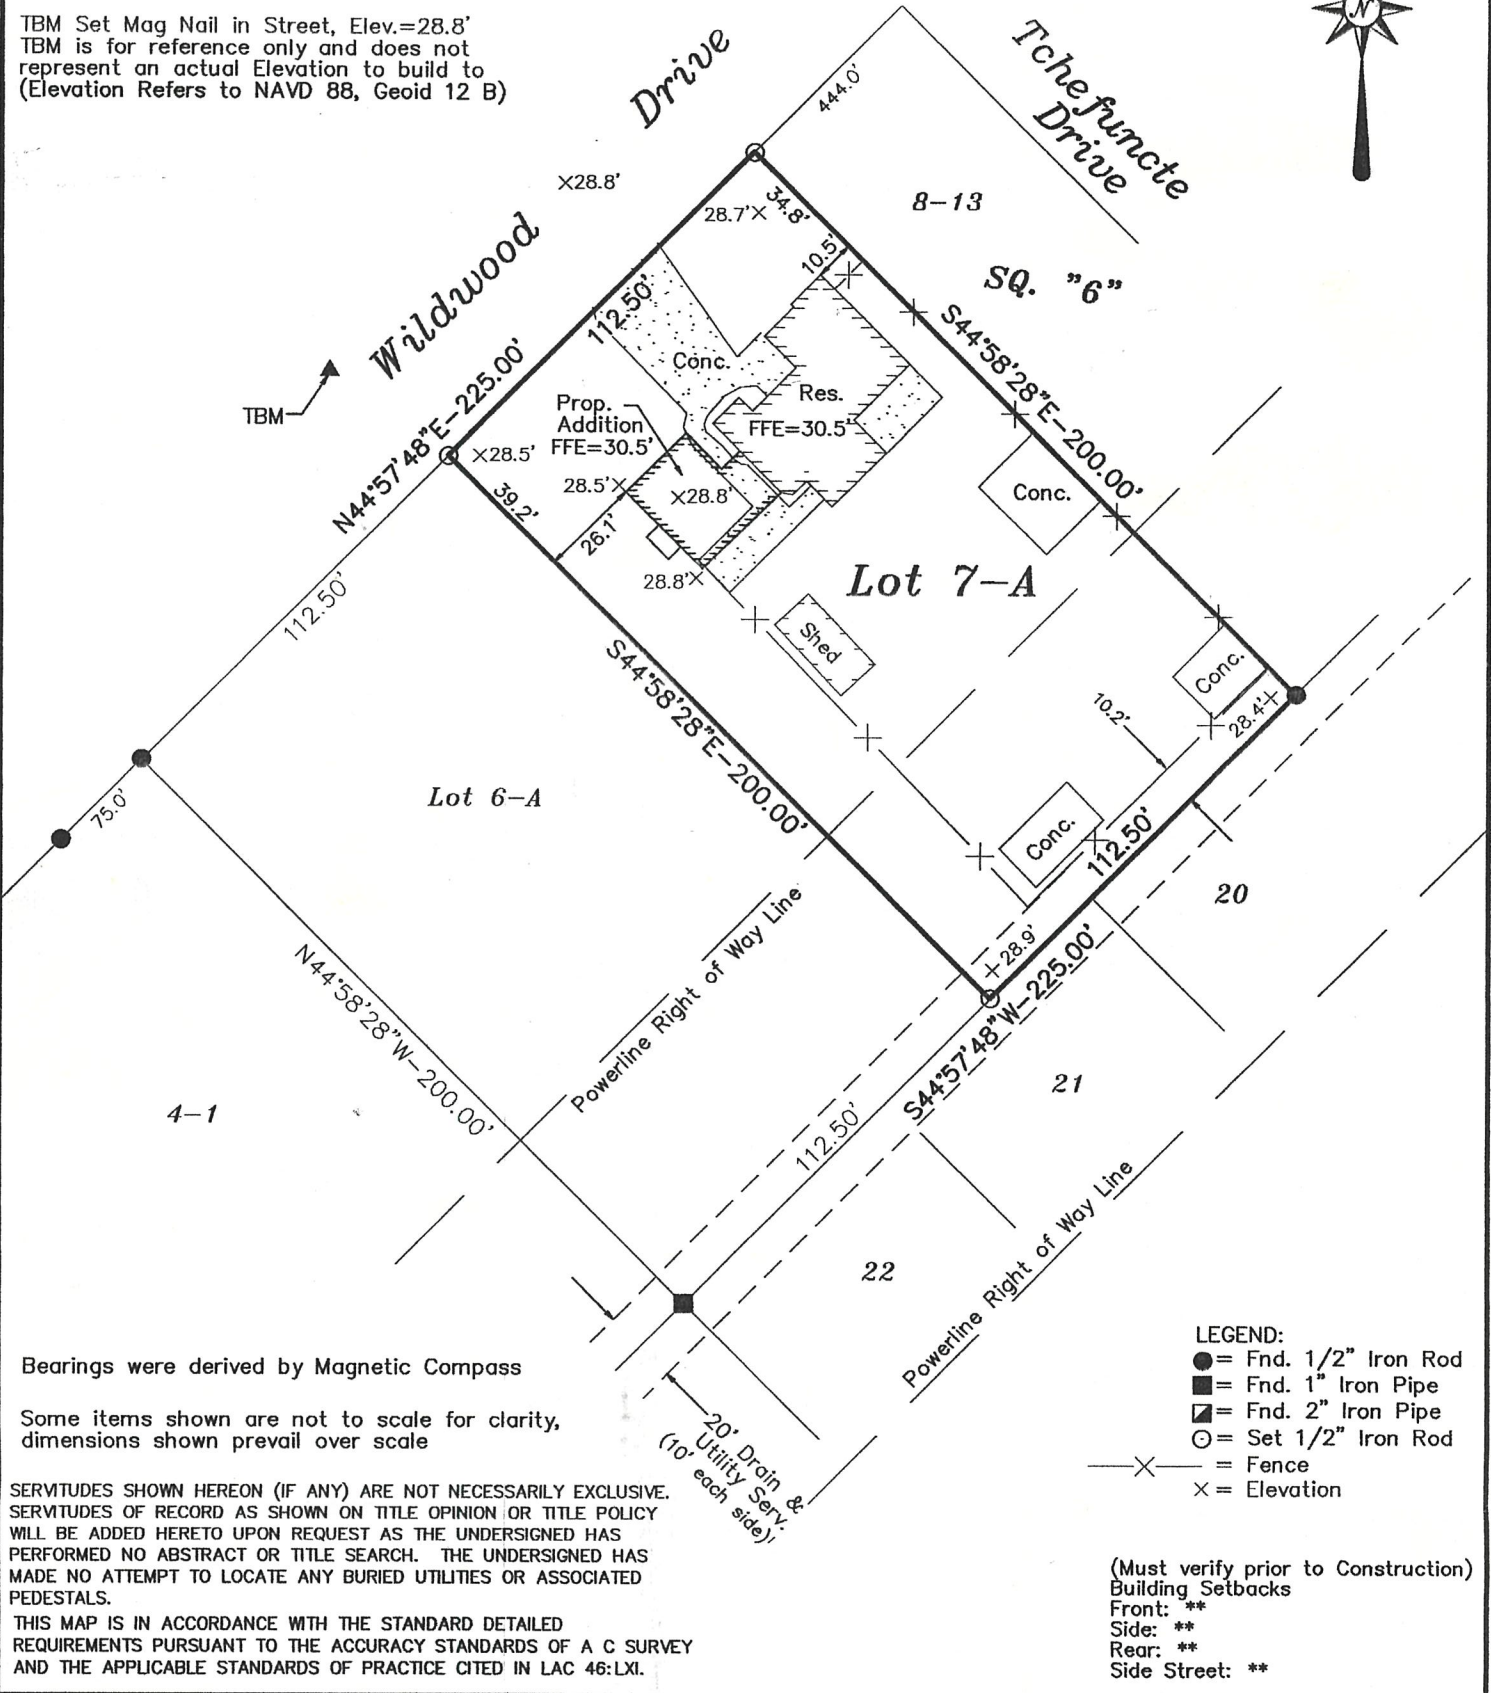 TBM Set Mag Nail in Street, Elev.=28.8'
TBM is for reference only and does not
represent an actual Elevation to build to
(Elevation Refers to NAVD 88, Geoid 12 B)
N
Wildwood Drive
Tchefuncte
Drive
444.0'
×28.8'
28.7'×
34.8'
10.5'
8-13
SQ. "6"
112.50'
N44°57'48"E-225.00'
S44°58'28"E-200.00'
TBM
Conc.
Res.
FFE=30.5'
Prop.
Addition
FFE=30.5'
×28.5'
28.5'×
×28.8'
39.2'
26.1'
28.8'×
Conc.
Lot 7-A
Shed
112.50'
S44°58'28"E-200.00'
Conc.
28.4'
10.2'
75.0'
Lot 6-A
Conc.
112.50'
20
28.9'
S44°57'48"W-225.00'
Powerline Right of Way Line
N44°58'28"W-200.00'
4-1
112.50'
21
22
Powerline Right of Way Line
20' Drain &
Utility Serv.
(10' each side)
Bearings were derived by Magnetic Compass
Some items shown are not to scale for clarity,
dimensions shown prevail over scale
SERVITUDES SHOWN HEREON (IF ANY) ARE NOT NECESSARILY EXCLUSIVE.
SERVITUDES OF RECORD AS SHOWN ON TITLE OPINION OR TITLE POLICY
WILL BE ADDED HERETO UPON REQUEST AS THE UNDERSIGNED HAS
PERFORMED NO ABSTRACT OR TITLE SEARCH. THE UNDERSIGNED HAS
MADE NO ATTEMPT TO LOCATE ANY BURIED UTILITIES OR ASSOCIATED
PEDESTALS.
THIS MAP IS IN ACCORDANCE WITH THE STANDARD DETAILED
REQUIREMENTS PURSUANT TO THE ACCURACY STANDARDS OF A C SURVEY
AND THE APPLICABLE STANDARDS OF PRACTICE CITED IN LAC 46:LXI.
LEGEND:
= Fnd. 1/2" Iron Rod
= Fnd. 1" Iron Pipe
= Fnd. 2" Iron Pipe
= Set 1/2" Iron Rod
= Fence
× = Elevation
(Must verify prior to Construction)
Building Setbacks
Front: **
Side: **
Rear: **
Side Street: **